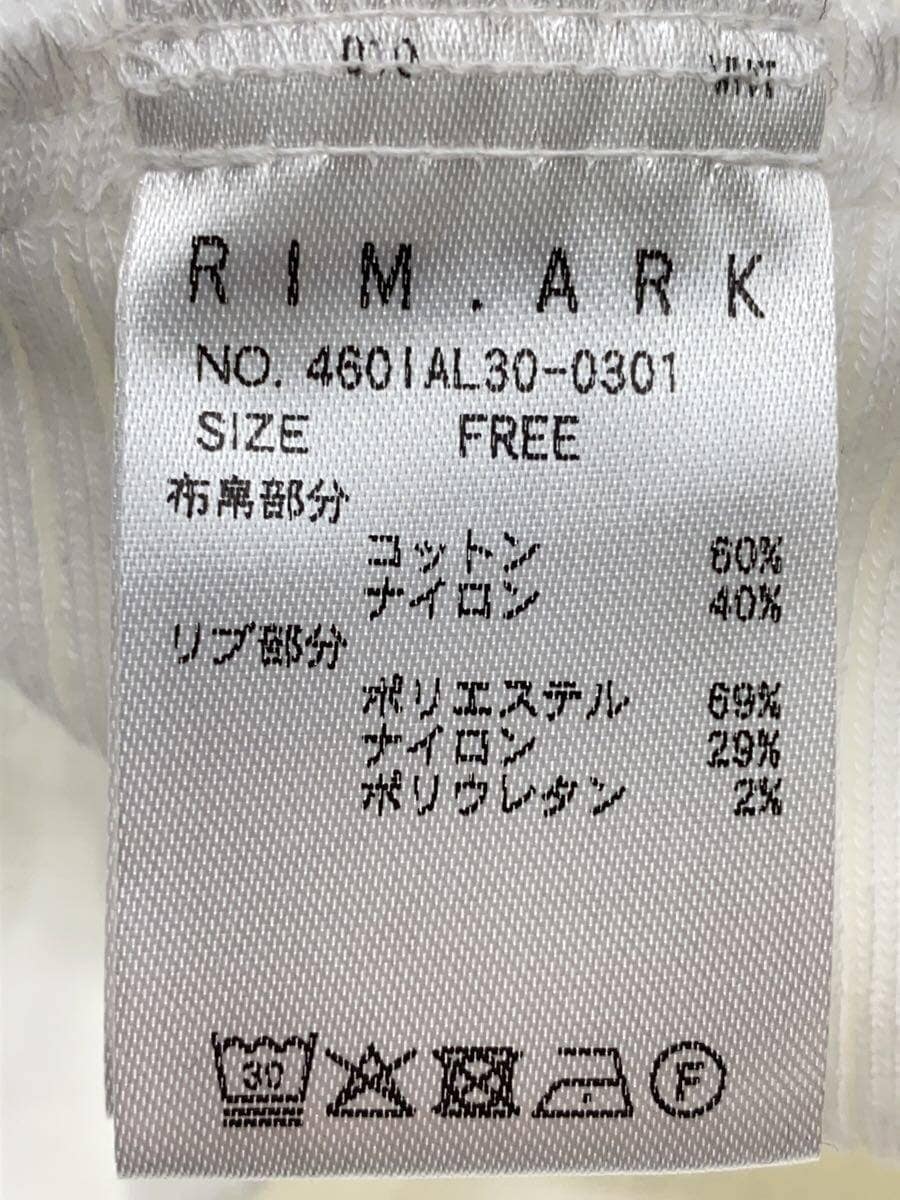 RIM.ARK
NO. 460IAL30-0301
SIZE FREE
布帛部分
コットン 60%
ナイロン 40%
リブ部分
ポリエステル 69%
ナイロン 29%
ポリウレタン 2%
30 F